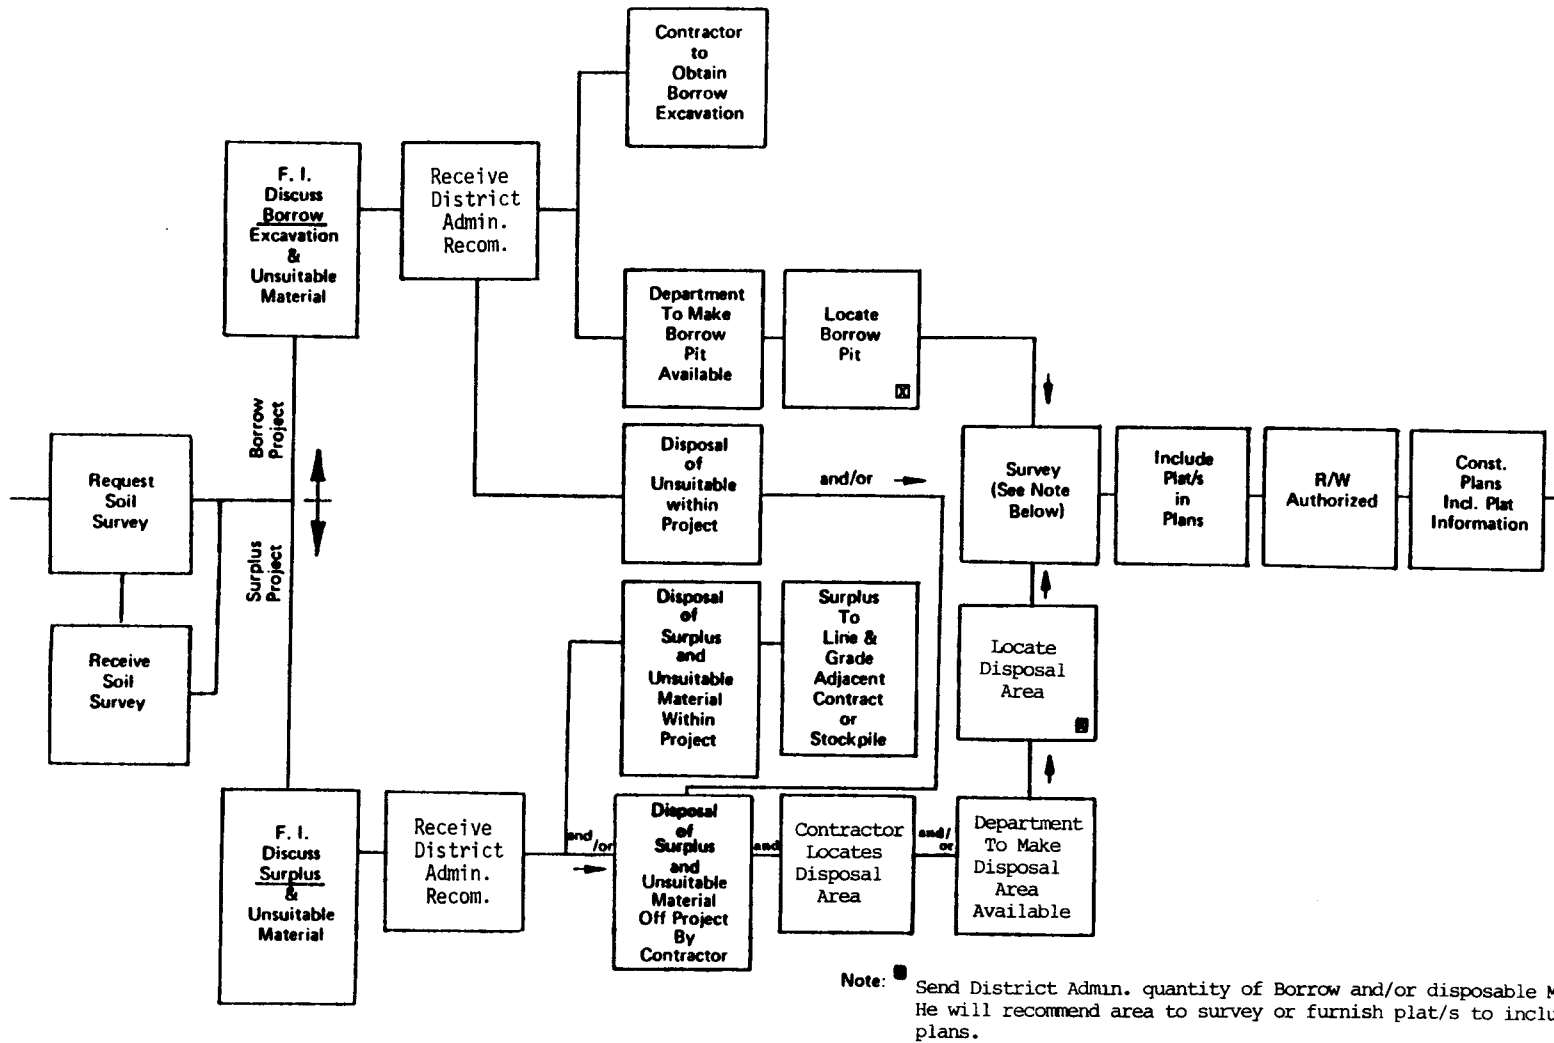 Contractor
to
Obtain
Borrow
Excavation
F. I.
Discuss
Borrow
Excavation
&
Unsuitable
Material
Receive
District
Admin.
Recom.
Department
To Make
Borrow
Pit
Available
Locate
Borrow
Pit
X
Borrow
Project
Surplus
Project
Request
Soil
Survey
Receive
Soil
Survey
Disposal
of
Unsuitable
within
Project
and/or
Survey
(See Note
Below)
Include
Plat/s
in
Plans
R/W
Authorized
Const.
Plans
Incl. Plat
Information
Disposal
of
Surplus
and
Unsuitable
Material
Within
Project
Surplus
To
Line &
Grade
Adjacent
Contract
or
Stockpile
Locate
Disposal
Area
F. I.
Discuss
Surplus
&
Unsuitable
Material
Receive
District
Admin.
Recom.
and
/or
Disposal
of
Surplus
and
Unsuitable
Material
Off Project
By
Contractor
and
Contractor
Locates
Disposal
Area
and/
or
Department
To Make
Disposal
Area
Available
Note:
Send District Admin. quantity of Borrow and/or disposable
He will recommend area to survey or furnish plat/s to
plans.